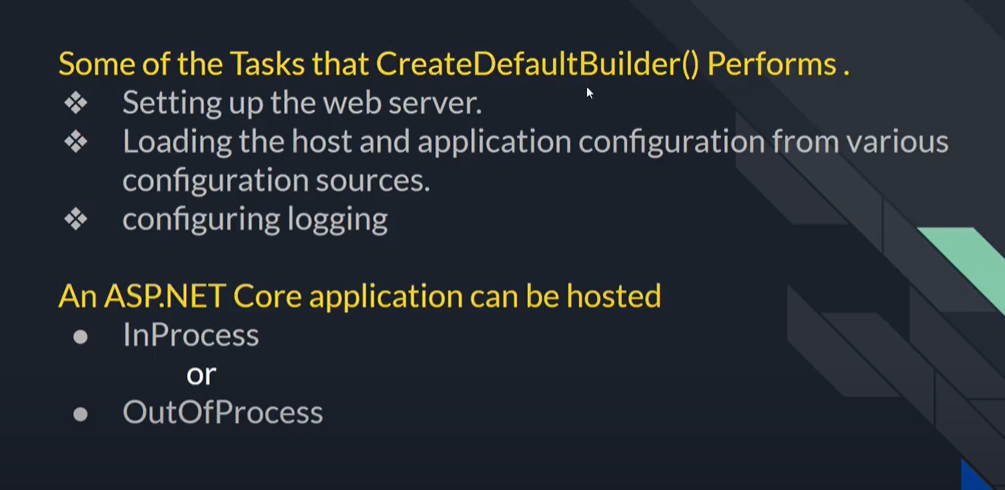 Some of the Tasks that CreateDefaultBuilder() Performs .
❖ Setting up the web server.
❖ Loading the host and application configuration from various
configuration sources.
❖ configuring logging
An ASP.NET Core application can be hosted
● InProcess
or
● OutOfProcess